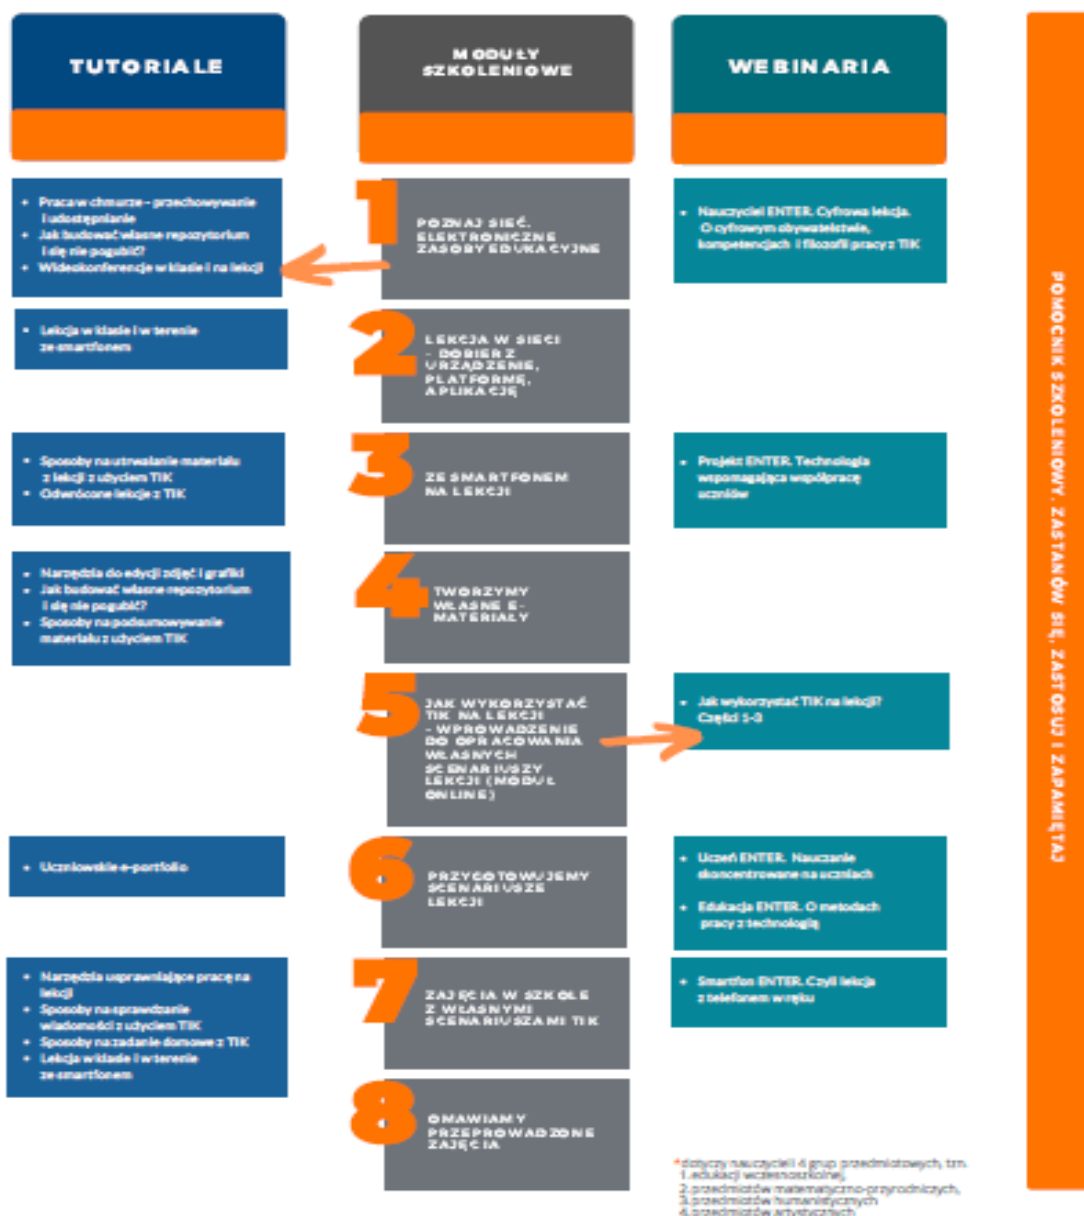 TUTORIALE
MODUŁY
SZKOLENIOWE
WEBINARIA
• Praca w chmurze - przechowywanie
i udostępnianie
• Jak budować własne repozytorium
i się nie pogubić?
• Wideokonferencje w klasie i na lekcji
1
POZNAJ SIEĆ.
ELEKTRONICZNE
ZASOBY EDUKACYJNE
• Nauczyciel ENTER. Cyfrowa lekcja.
O cyfrowym obywatelstwie,
kompetencjach i filozofii pracy z TIK
• Lekcja w klasie i w terenie
ze smartfonem
2
LEKCJA W SIECI
- DOBIERZ
URZĄDZENIE,
PLATFORMĘ,
APLIKACJĘ
• Sposoby na utrwalanie materiału
z lekcji z użyciem TIK
• Odwrócone lekcje z TIK
3
ZE SMARTFONEM
NA LEKCJI
• Projekt ENTER. Technologia
wspomagająca współpracę
uczniów
• Narzędzia do edycji zdjęć i grafiki
• Jak budować własne repozytorium
i się nie pogubić?
• Sposoby na podsumowywanie
materiału z użyciem TIK
4
TWORZYMY
WŁASNE E-
MATERIAŁY
5
JAK WYKORZYSTAĆ
TIK NA LEKCJI
- WPROWADZENIE
DO OPRACOWANIA
WŁASNYCH
SCENARIUSZY
LEKCJI (MODUŁ
ONLINE)
• Jak wykorzystać TIK na lekcji?
Części 1-3
• Uczniowskie e-portfolio
6
PRZYGOTOWUJEMY
SCENARIUSZE
LEKCJI
• Uczeń ENTER. Nauczanie
skoncentrowane na uczniach
• Edukacja ENTER. O metodach
pracy z technologią
• Narzędzia usprawniające pracę na
lekcji
• Sposoby na sprawdzanie
wiadomości z użyciem TIK
• Sposoby na zadanie domowe z TIK
• Lekcja w klasie i w terenie
ze smartfonem
7
ZAJĘCIA W SZKOLE
Z WŁASNYMI
SCENARIUSZAMI TIK
• Smartfon ENTER. Czyli lekcja
z telefonem w ręku
8
OMAWIAMY
PRZEPROWADZONE
ZAJĘCIA
*dotyczy nauczycieli 4 grup przedmiotowych, tzn.
1.edukacji wczesnoszkolnej,
2.przedmiotów matematyczno-przyrodniczych,
3.przedmiotów humanistycznych
4.przedmiotów artystycznych
POMOCNIK SZKOLENIOWY. ZASTANÓW SIĘ, ZASTOSUJ I ZAPAMIĘTAJ